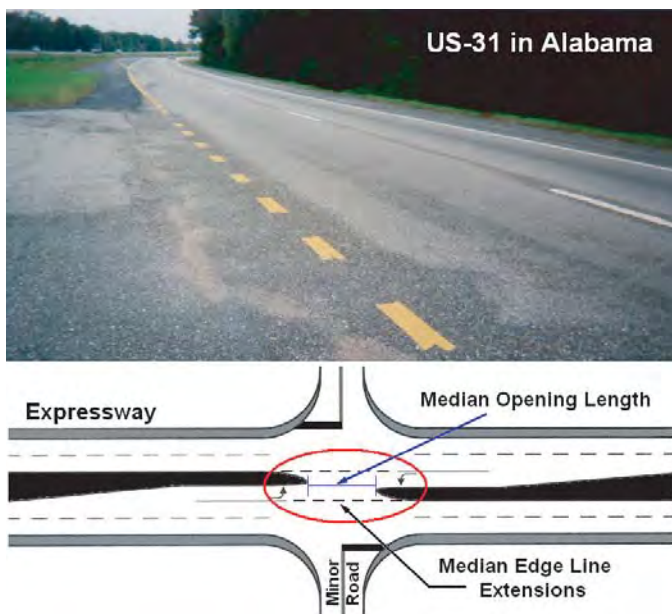 US-31 in Alabama
Expressway
Median Opening Length
Minor
Road
Median Edge Line
Extensions